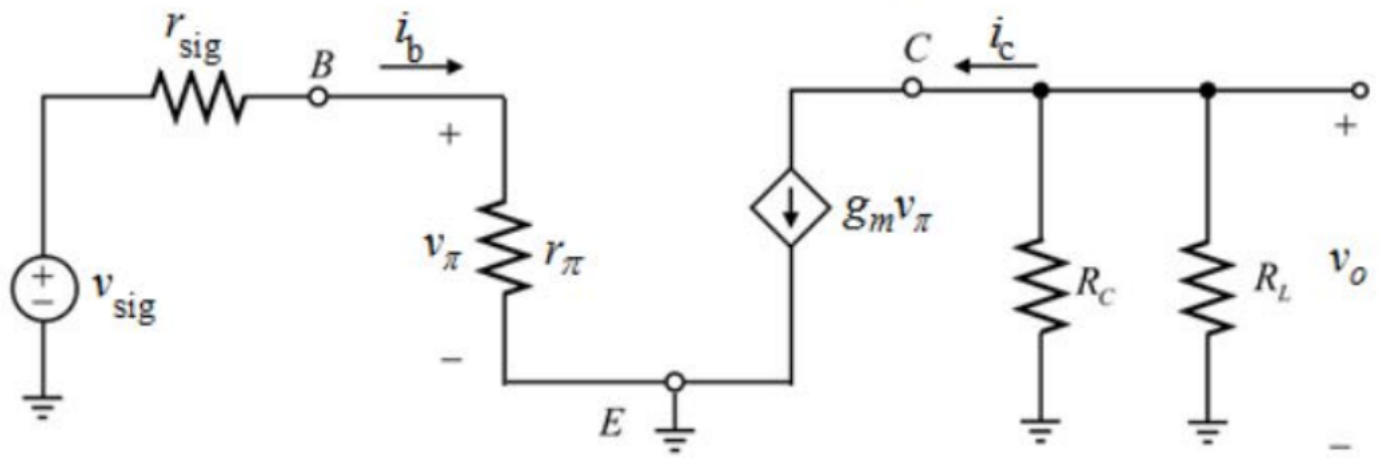 r_sig
i_b
B
+
v_π
r_π
−
+
−
v_sig
E
C
i_c
g_m v_π
R_C
R_L
+
v_o
−